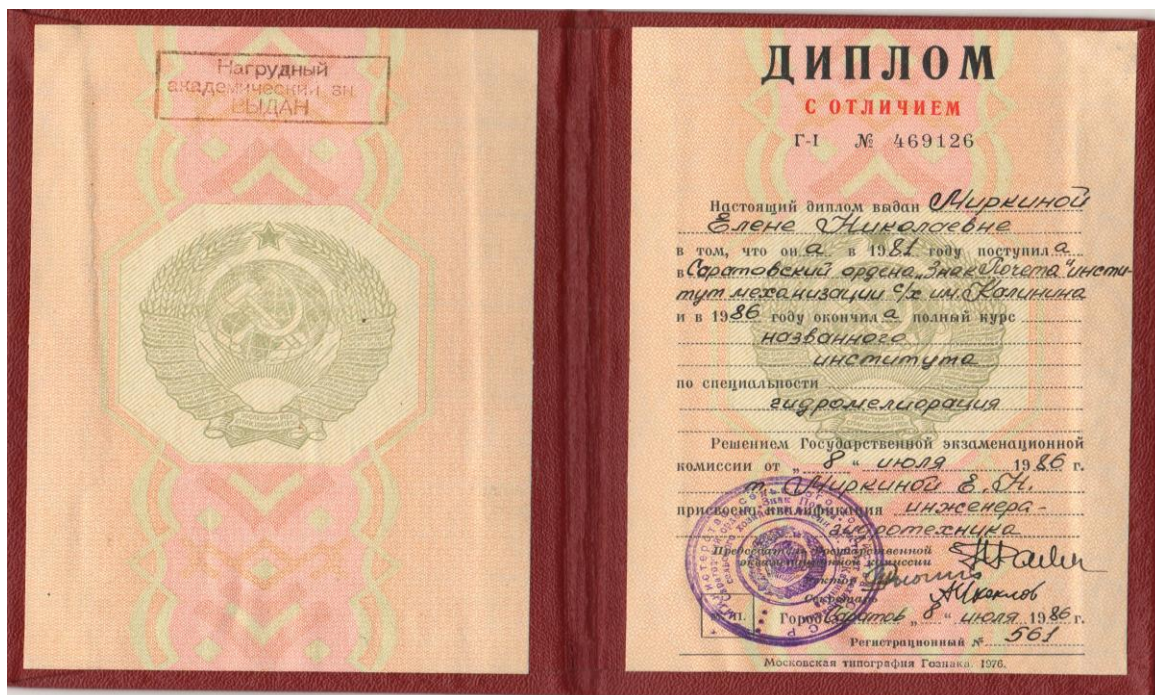 Нагрудный
академический зн
ВЫДАН
ДИПЛОМ
С ОТЛИЧИЕМ
Г-I № 469126
Настоящий диплом выдан Миркиной
Елене Николаевне
в том, что он а в 1981 году поступил а
в Саратовский ордена „Знак Почета" инсти-
тут механизации с/х им. Калинина
и в 1986 году окончил а полный курс
названного
института
по специальности
гидромелиорация
Решением Государственной экзаменационной
комиссии от „ 8 " июля 1986 г.
т. Миркиной Е. Н.
присвоена квалификация инженера-
гидротехника
Председатель Государственной
экзаменационной комиссии
Ректор
Секретарь
М. П. Город Саратов „ 8 " июля 1986 г.
Регистрационный № 561
Московская типография Гознака. 1976.